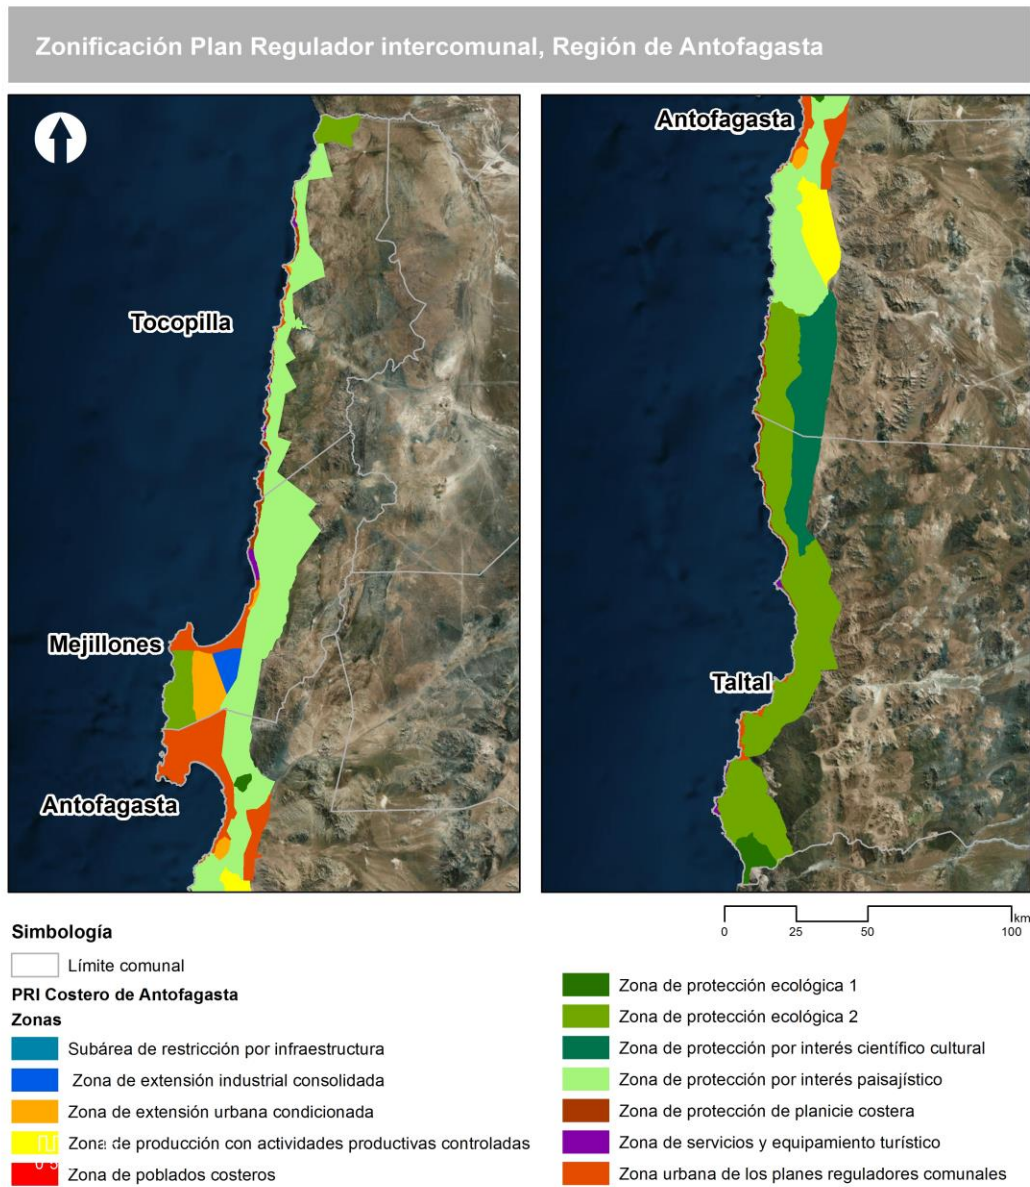 Zonificación Plan Regulador intercomunal, Región de Antofagasta
Tocopilla
Mejillones
Antofagasta
Antofagasta
Taltal
km
0 25 50 100
Simbología
Límite comunal
PRI Costero de Antofagasta
Zonas
Subárea de restricción por infraestructura
Zona de extensión industrial consolidada
Zona de extensión urbana condicionada
Zona de producción con actividades productivas controladas
Zona de poblados costeros
Zona de protección ecológica 1
Zona de protección ecológica 2
Zona de protección por interés científico cultural
Zona de protección por interés paisajístico
Zona de protección de planicie costera
Zona de servicios y equipamiento turístico
Zona urbana de los planes reguladores comunales